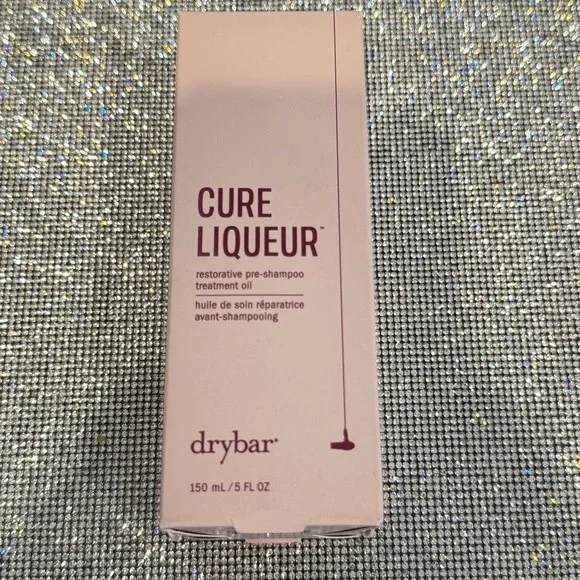 CURE
LIQUEUR™
restorative pre-shampoo
treatment oil
huile de soin réparatrice
avant-shampooing
drybar®
150 mL/5 FL OZ